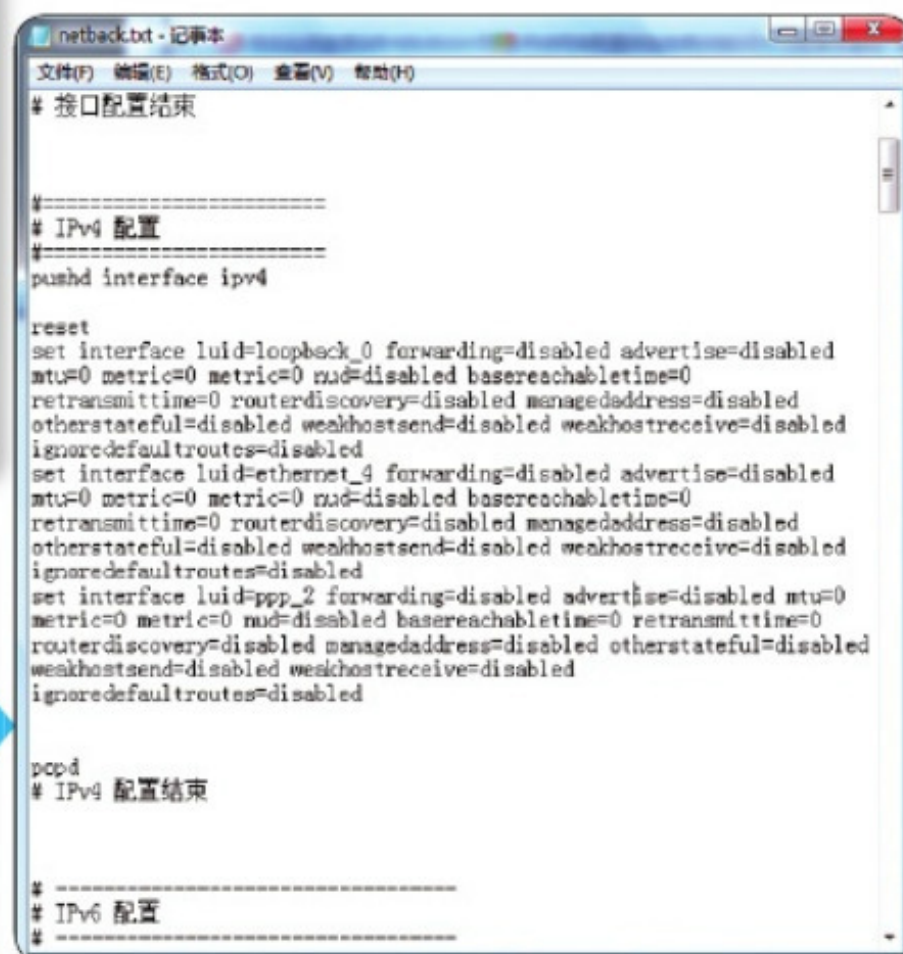 netback.txt - 记事本
文件(F) 编辑(E) 格式(O) 查看(V) 帮助(H)
# 接口配置结束
#========================
# IPv4 配置
#========================
pushd interface ipv4
reset
set interface luid=loopback_0 forwarding=disabled advertise=disabled
mtu=0 metric=0 metric=0 nud=disabled basereachabletime=0
retransmittime=0 routerdiscovery=disabled managedaddress=disabled
otherstateful=disabled weakhostsend=disabled weakhostreceive=disabled
ignoredefaultroutes=disabled
set interface luid=ethernet_4 forwarding=disabled advertise=disabled
mtu=0 metric=0 metric=0 nud=disabled basereachabletime=0
retransmittime=0 routerdiscovery=disabled managedaddress=disabled
otherstateful=disabled weakhostsend=disabled weakhostreceive=disabled
ignoredefaultroutes=disabled
set interface luid=ppp_2 forwarding=disabled advertise=disabled mtu=0
metric=0 metric=0 nud=disabled basereachabletime=0 retransmittime=0
routerdiscovery=disabled managedaddress=disabled otherstateful=disabled
weakhostsend=disabled weakhostreceive=disabled
ignoredefaultroutes=disabled
popd
# IPv4 配置结束
# ----------------------------------
# IPv6 配置
# ----------------------------------